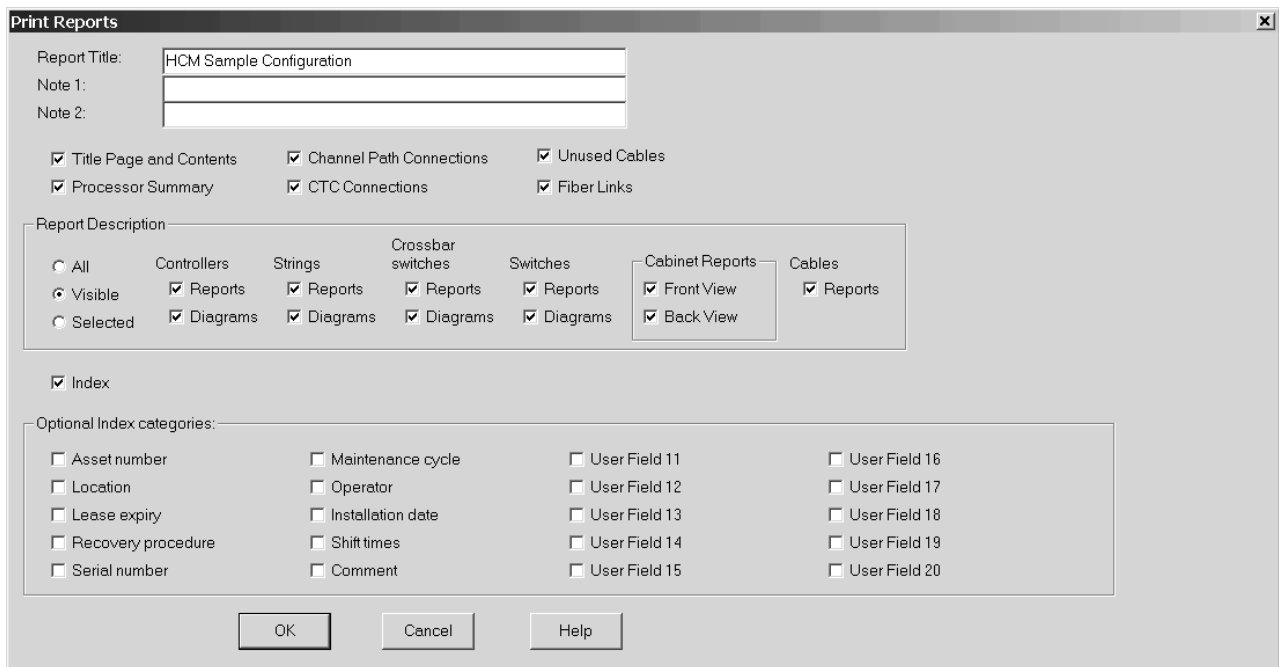 Print Reports
Report Title: HCM Sample Configuration
Note 1:
Note 2:
Title Page and Contents Channel Path Connections Unused Cables
Processor Summary CTC Connections Fiber Links
Report Description
Crossbar
Controllers Strings switches Switches Cabinet Reports Cables
All
Reports Reports Reports Reports Front View Reports
Visible
Diagrams Diagrams Diagrams Diagrams Back View
Selected
Index
Optional Index categories:
Asset number Maintenance cycle User Field 11 User Field 16
Location Operator User Field 12 User Field 17
Lease expiry Installation date User Field 13 User Field 18
Recovery procedure Shift times User Field 14 User Field 19
Serial number Comment User Field 15 User Field 20
OK Cancel Help